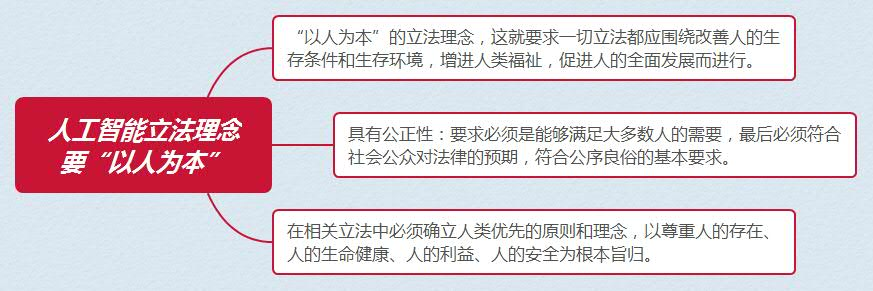 人工智能立法理念
要“以人为本”
“以人为本”的立法理念，这就要求一切立法都应围绕改善人的生
存条件和生存环境，增进人类福祉，促进人的全面发展而进行。
具有公正性：要求必须是能够满足大多数人的需要，最后必须符合
社会公众对法律的预期，符合公序良俗的基本要求。
在相关立法中必须确立人类优先的原则和理念，以尊重人的存在、
人的生命健康、人的利益、人的安全为根本旨归。